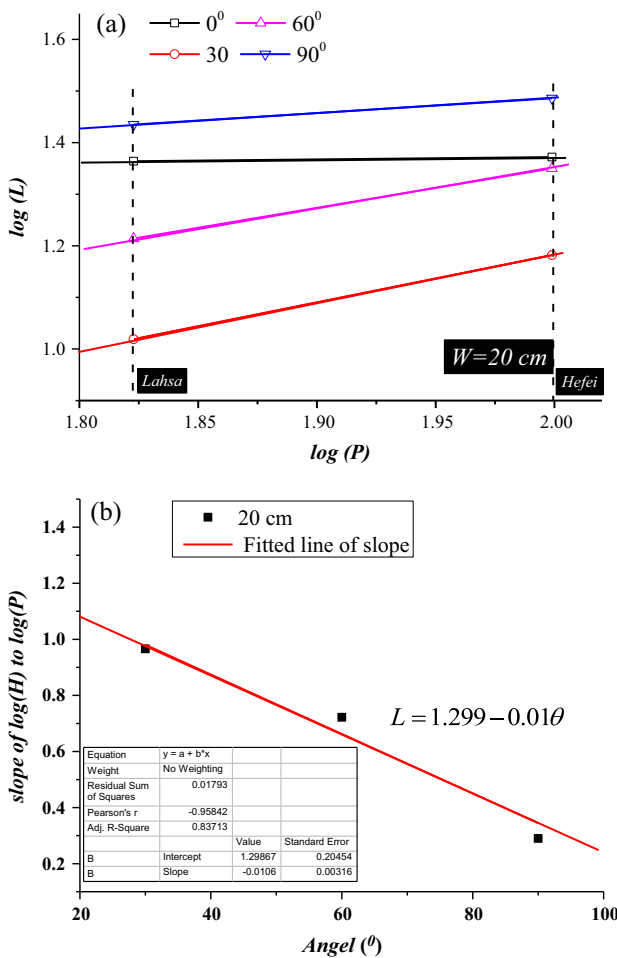 (a)
0⁰ 60⁰
30 90⁰
1.6
1.4
1.2
1.0
log (L)
W=20 cm
Lahsa
Hefei
1.80 1.85 1.90 1.95 2.00
log (P)
(b)
20 cm
Fitted line of slope
1.4
1.2
1.0
0.8
0.6
0.4
0.2
slope of log(H) to log(P)
L = 1.299 − 0.01θ
Equation y = a + b*x
Weight No Weighting
Residual Sum
of Squares 0.01793
Pearson's r -0.95842
Adj. R-Square 0.83713
Value Standard Error
B Intercept 1.29867 0.20454
B Slope -0.0106 0.00316
20 40 60 80 100
Angel (⁰)